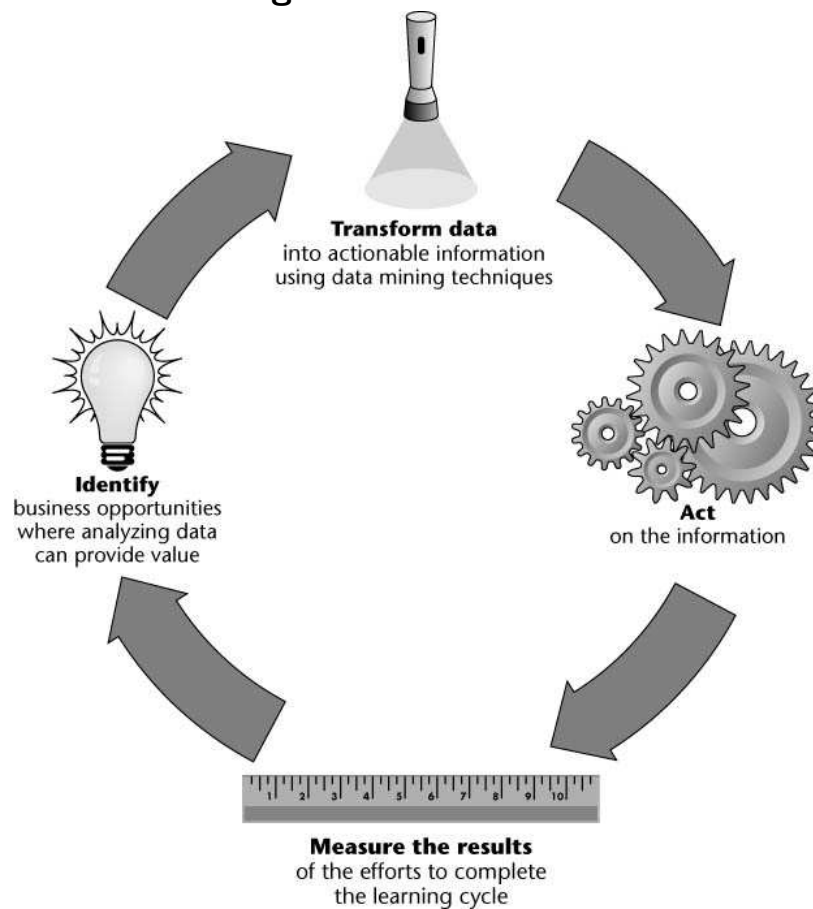 Transform data
into actionable information
using data mining techniques
Act
on the information
Identify
business opportunities
where analyzing data
can provide value
1 2 3 4 5 6 7 8 9 10
Measure the results
of the efforts to complete
the learning cycle